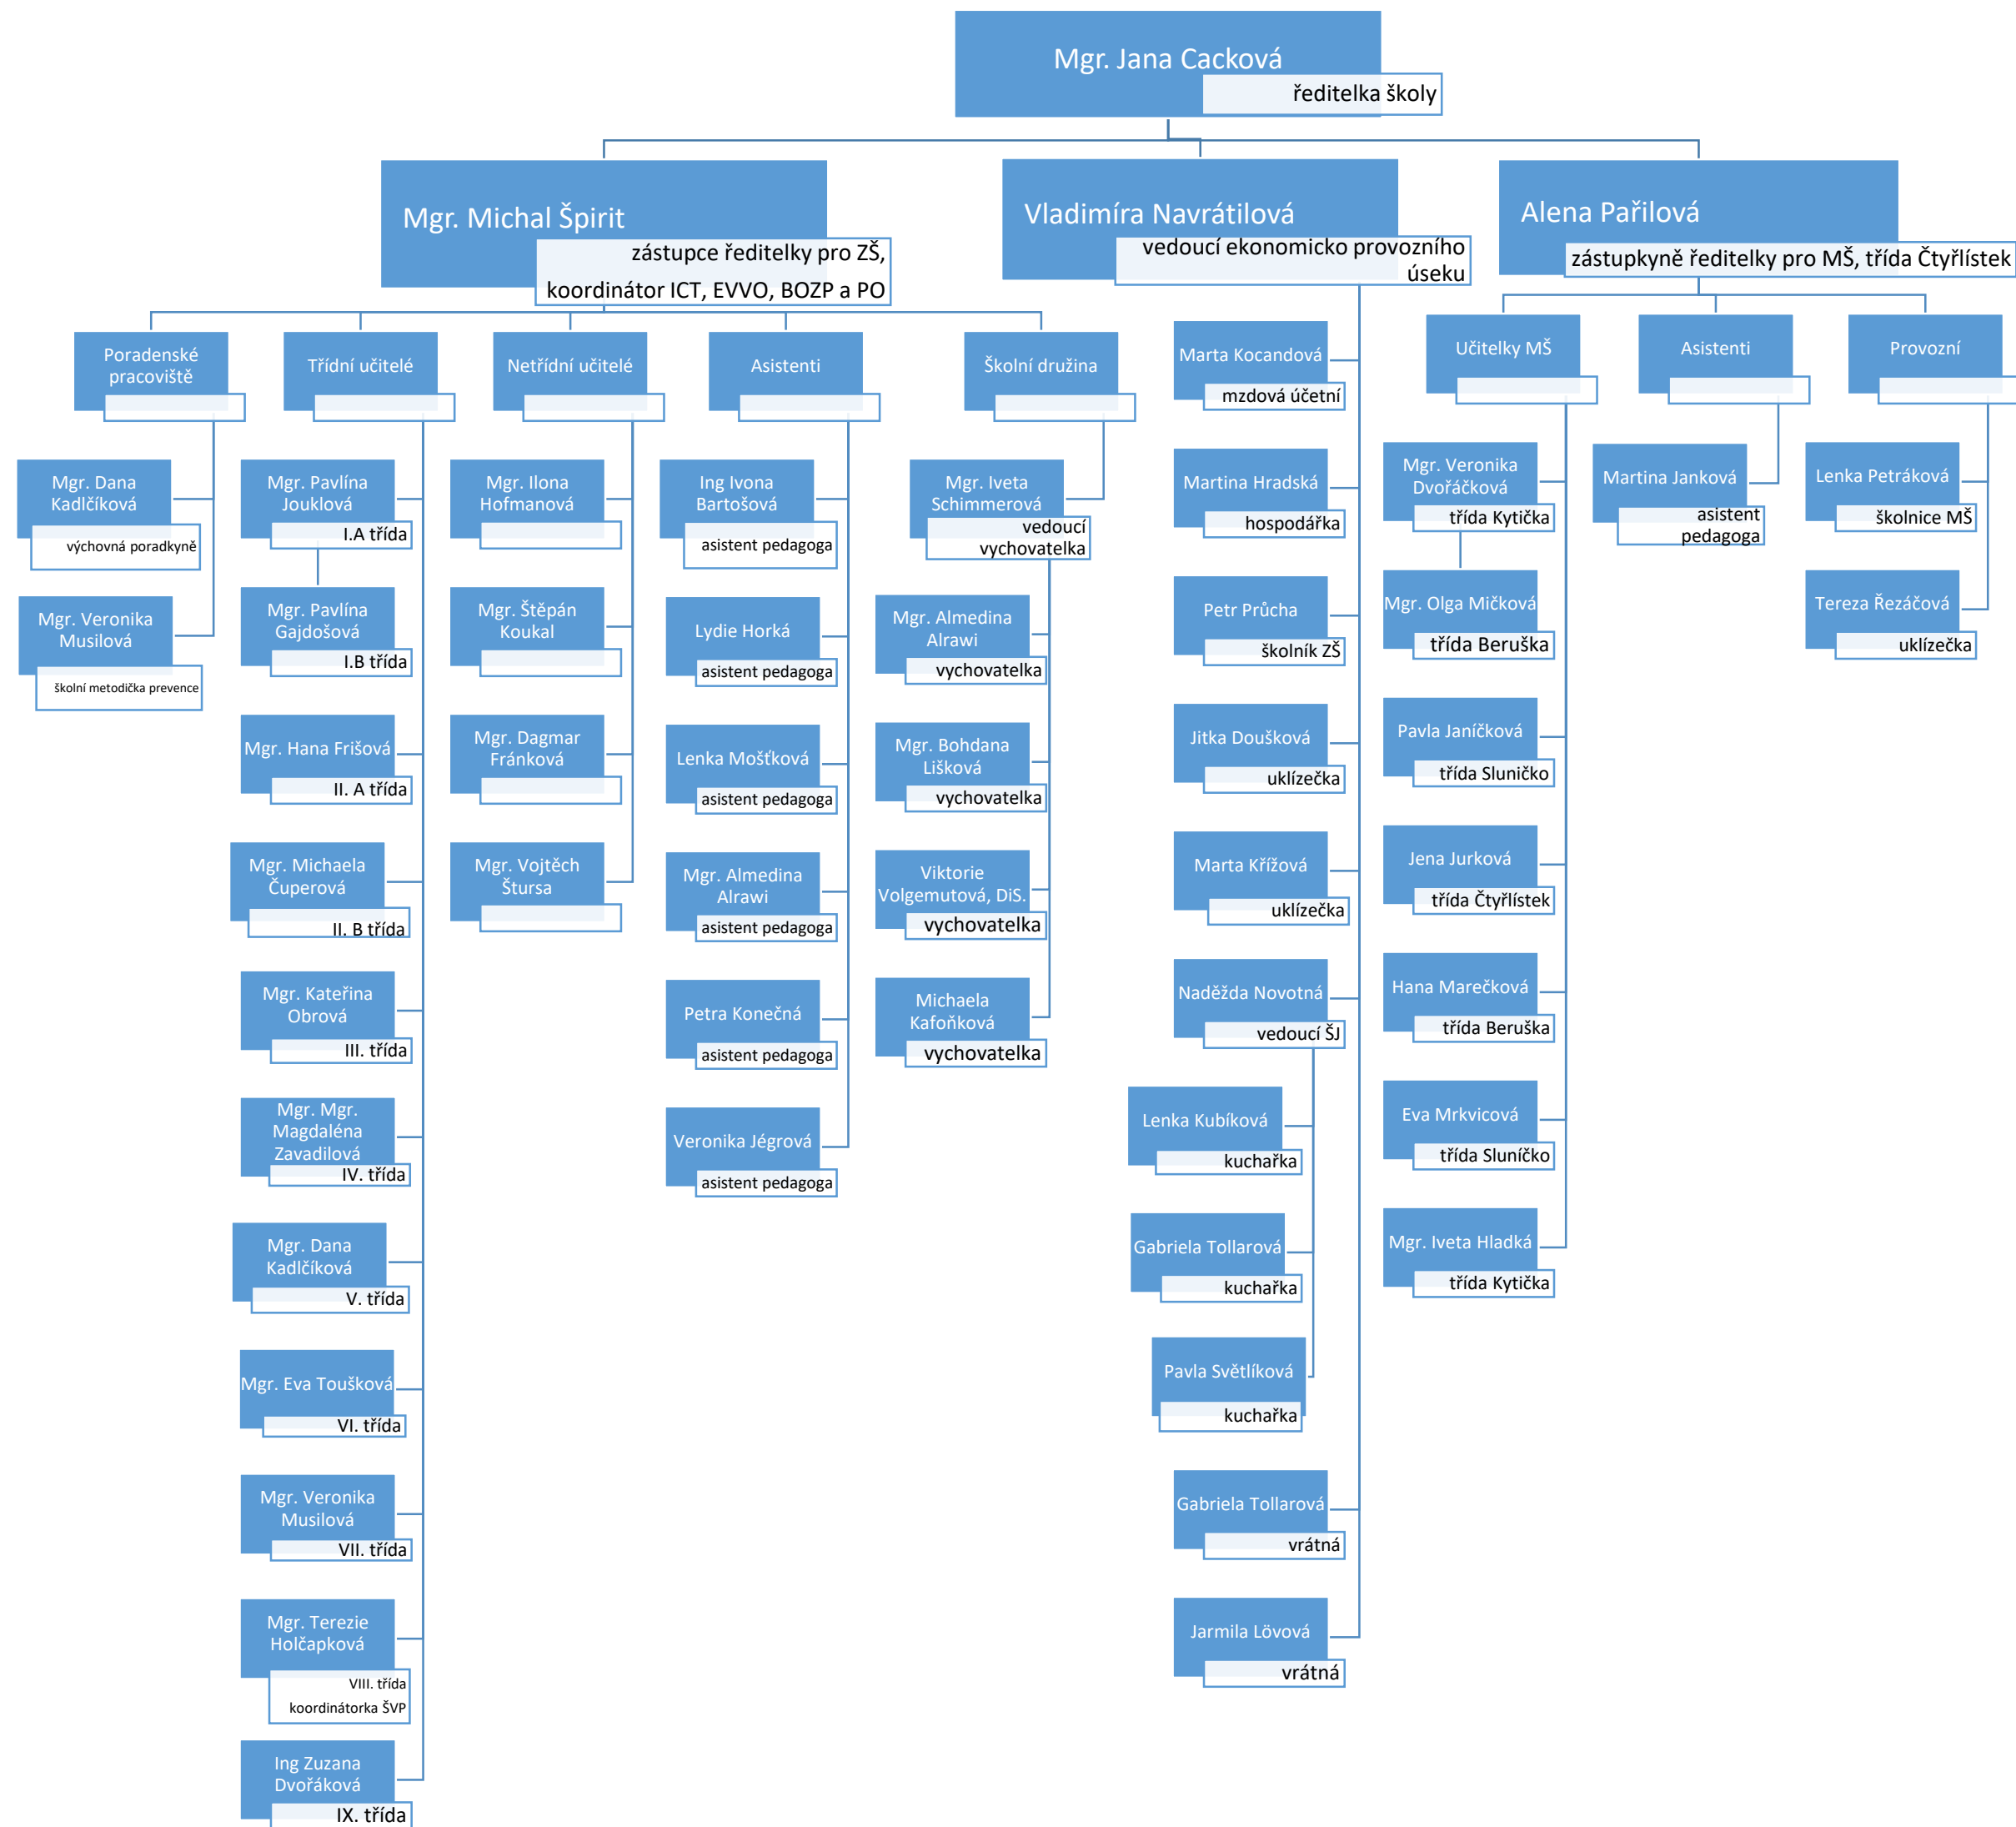 Mgr. Jana Cacková
ředitelka školy
Mgr. Michal Špirit
zástupce ředitelky pro ZŠ,
koordinátor ICT, EVVO, BOZP a PO
Vladimíra Navrátilová
vedoucí ekonomicko provozního
úseku
Alena Pařilová
zástupkyně ředitelky pro MŠ, třída Čtyřlístek
Poradenské
pracoviště
Mgr. Dana
Kadlčíková
výchovná poradkyně
Mgr. Veronika
Musilová
školní metodička prevence
Třídní učitelé
Mgr. Pavlína
Jouklová
I.A třída
Mgr. Pavlína
Gajdošová
I.B třída
Mgr. Hana Frišová
II. A třída
Mgr. Michaela
Čuperová
II. B třída
Mgr. Kateřina
Obrová
III. třída
Mgr. Mgr.
Magdaléna
Zavadilová
IV. třída
Mgr. Dana
Kadlčíková
V. třída
Mgr. Eva Toušková
VI. třída
Mgr. Veronika
Musilová
VII. třída
Mgr. Terezie
Holčapková
VIII. třída
koordinátorka ŠVP
Ing Zuzana
Dvořáková
IX. třída
Netřídní učitelé
Mgr. Ilona
Hofmanová
Mgr. Štěpán
Koukal
Mgr. Dagmar
Fránková
Mgr. Vojtěch
Štursa
Asistenti
Ing Ivona
Bartošová
asistent pedagoga
Lydie Horká
asistent pedagoga
Lenka Mošťková
asistent pedagoga
Mgr. Almedina
Alrawi
asistent pedagoga
Petra Konečná
asistent pedagoga
Veronika Jégrová
asistent pedagoga
Školní družina
Mgr. Iveta
Schimmerová
vedoucí
vychovatelka
Mgr. Almedina
Alrawi
vychovatelka
Mgr. Bohdana
Lišková
vychovatelka
Viktorie
Volgemutová, DiS.
vychovatelka
Michaela
Kafoňková
vychovatelka
Marta Kocandová
mzdová účetní
Martina Hradská
hospodářka
Petr Průcha
školník ZŠ
Jitka Doušková
uklízečka
Marta Křížová
uklízečka
Naděžda Novotná
vedoucí ŠJ
Lenka Kubíková
kuchařka
Gabriela Tollarová
kuchařka
Pavla Světlíková
kuchařka
Gabriela Tollarová
vrátná
Jarmila Lövová
vrátná
Učitelky MŠ
Mgr. Veronika
Dvořáčková
třída Kytička
Mgr. Olga Mičková
třída Beruška
Pavla Janíčková
třída Sluničko
Jena Jurková
třída Čtyřlístek
Hana Marečková
třída Beruška
Eva Mrkvicová
třída Sluníčko
Mgr. Iveta Hladká
třída Kytička
Asistenti
Martina Janková
asistent
pedagoga
Provozní
Lenka Petráková
školnice MŠ
Tereza Řezáčová
uklízečka